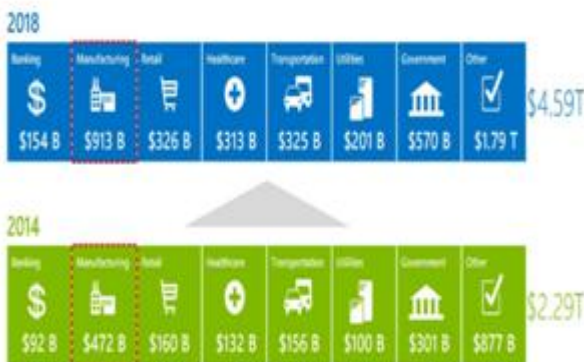 2018
Banking Manufacturing Retail Healthcare Transportation Utilities Government Other
$
$154 B $913 B $326 B $313 B $325 B $201 B $570 B $1.79 T
$4.59T
2014
Banking Manufacturing Retail Healthcare Transportation Utilities Government Other
$
$92 B $472 B $160 B $132 B $156 B $100 B $301 B $877 B
$2.29T